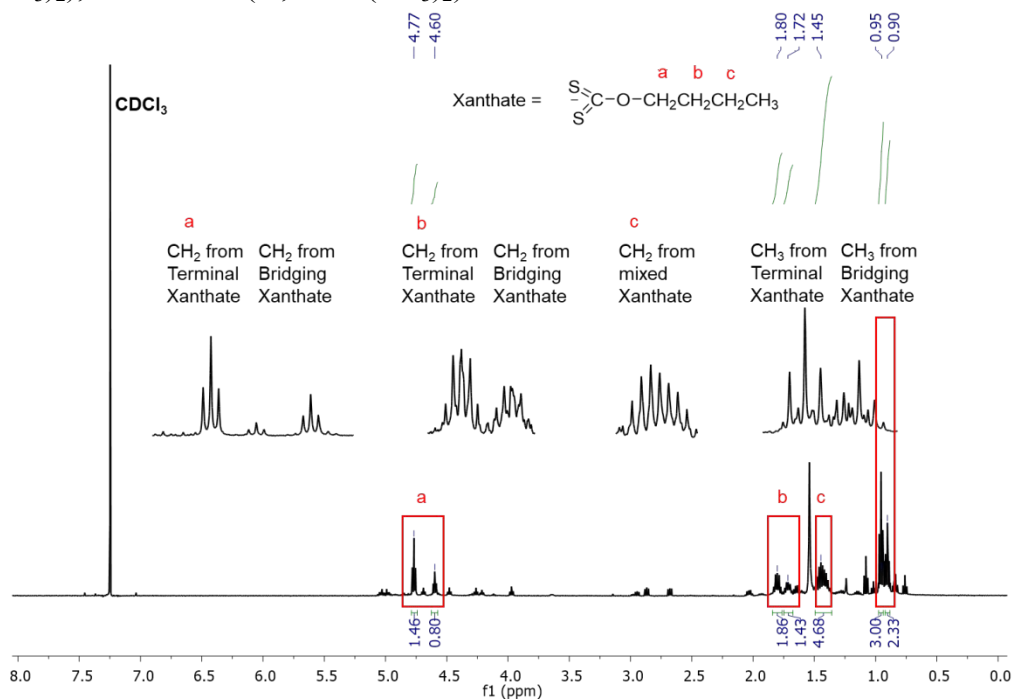 4.77
4.60
1.80
1.72
1.45
0.95
0.90
a b c
Xanthate =
S
S
-
C-O-CH2CH2CH2CH3
CDCl3
a
CH2 from
Terminal
Xanthate
CH2 from
Bridging
Xanthate
b
CH2 from
Terminal
Xanthate
CH2 from
Bridging
Xanthate
c
CH2 from
mixed
Xanthate
CH3 from
Terminal
Xanthate
CH3 from
Bridging
Xanthate
a
b
c
1.46
0.80
1.86
1.43
4.68
3.00
2.33
8.0 7.5 7.0 6.5 6.0 5.5 5.0 4.5 4.0 3.5 3.0 2.5 2.0 1.5 1.0 0.5 0.0
f1 (ppm)